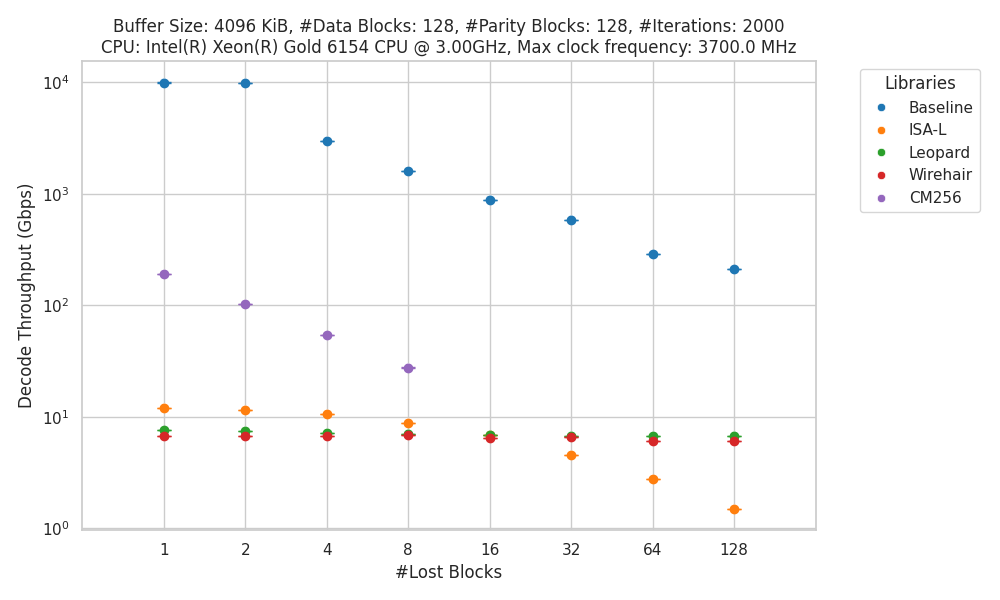 Buffer Size: 4096 KiB, #Data Blocks: 128, #Parity Blocks: 128, #Iterations: 2000
CPU: Intel(R) Xeon(R) Gold 6154 CPU @ 3.00GHz, Max clock frequency: 3700.0 MHz
Decode Throughput (Gbps)
10⁴
10³
10²
10¹
10⁰
1 2 4 8 16 32 64 128
#Lost Blocks
Libraries
Baseline
ISA-L
Leopard
Wirehair
CM256